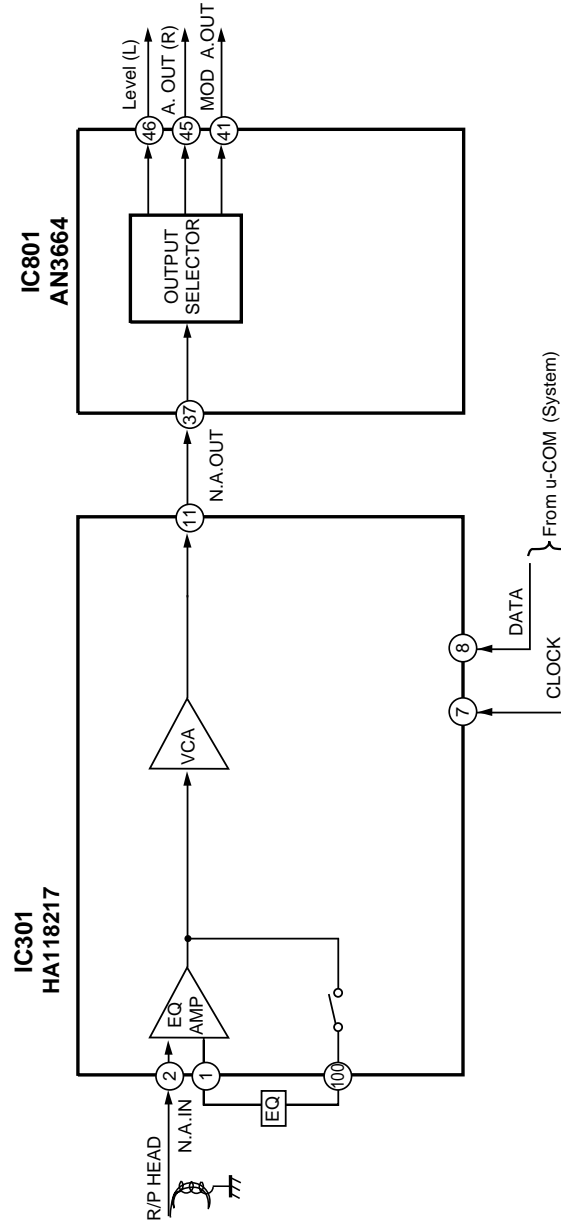 IC301
HA118217
IC801
AN3664
R/P HEAD
N.A.IN
2
1
100
EQ
EQ
AMP
VCA
11
N.A.OUT
37
OUTPUT
SELECTOR
46
45
41
Level (L)
A. OUT (R)
MOD A.OUT
7
8
CLOCK
DATA
From u-COM (System)